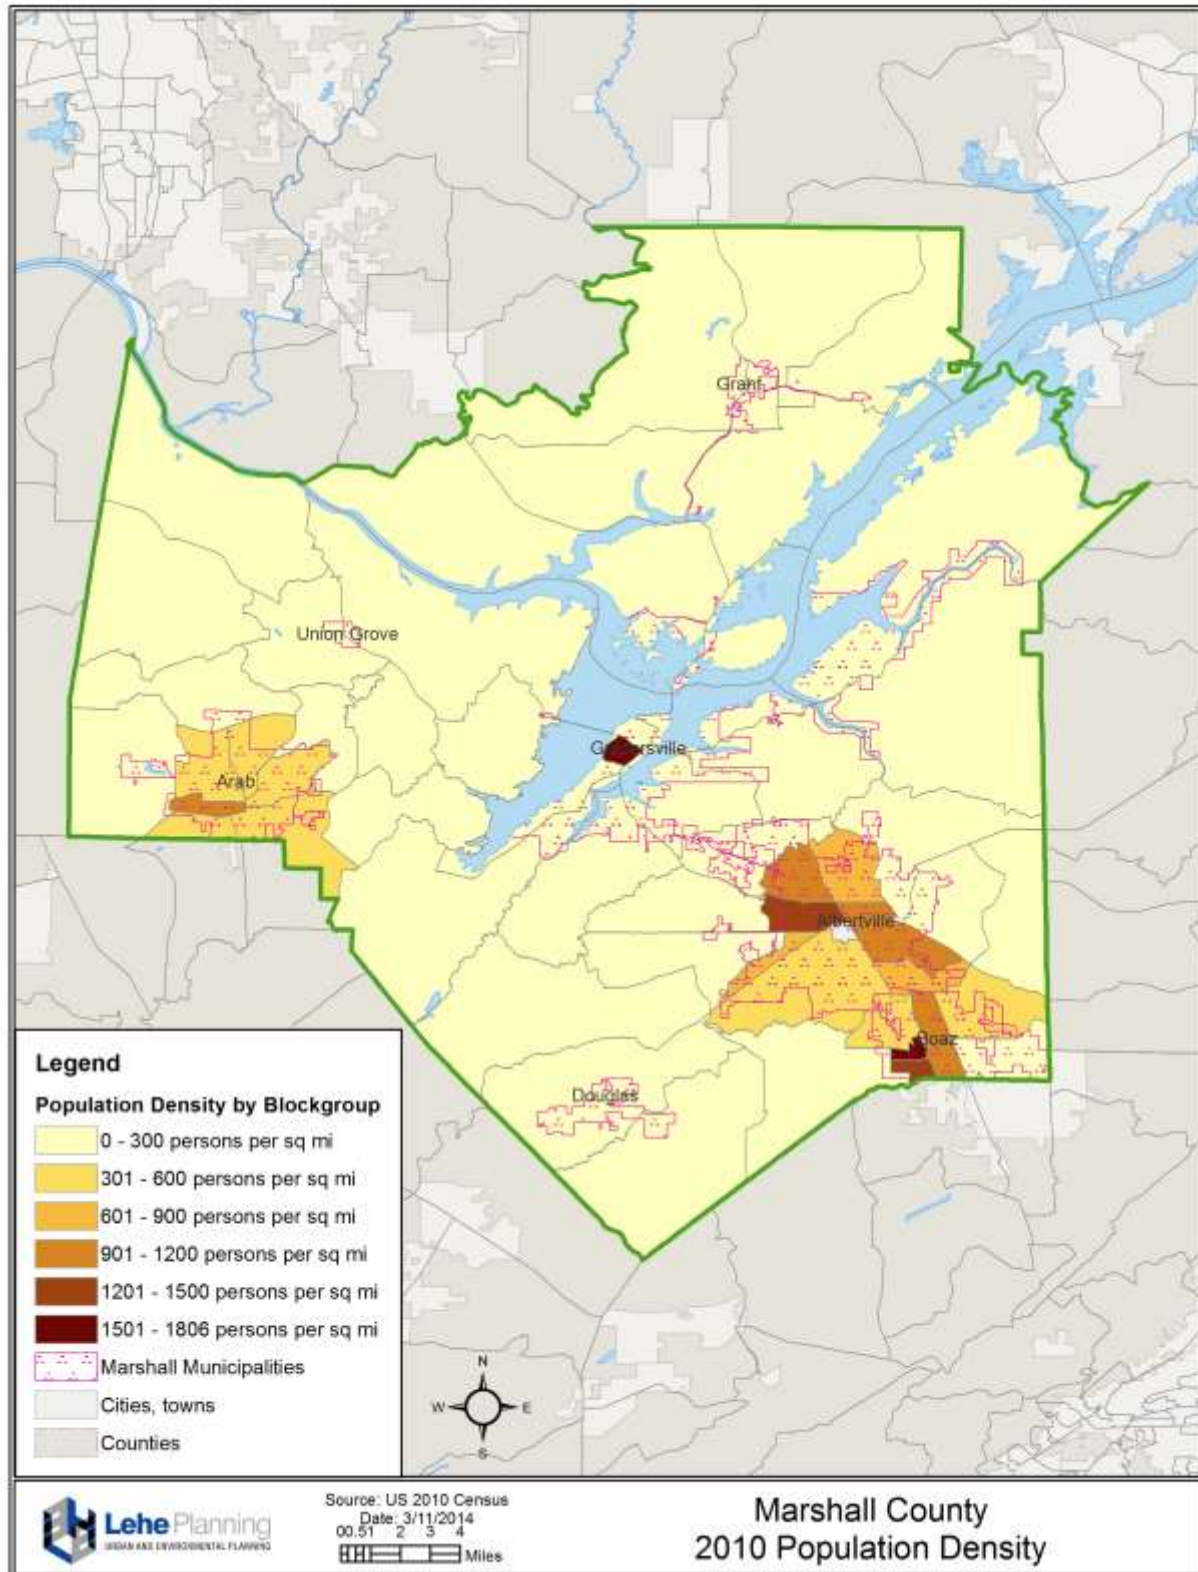 Grant
Union Grove
Guntersville
Arab
Albertville
Boaz
Douglas
Legend
Population Density by Blockgroup
0 - 300 persons per sq mi
301 - 600 persons per sq mi
601 - 900 persons per sq mi
901 - 1200 persons per sq mi
1201 - 1500 persons per sq mi
1501 - 1806 persons per sq mi
Marshall Municipalities
Cities, towns
Counties
N
W E
S
Lehe Planning
URBAN AND ENVIRONMENTAL PLANNING
Source: US 2010 Census
Date: 3/11/2014
00.51 2 3 4
Miles
Marshall County
2010 Population Density